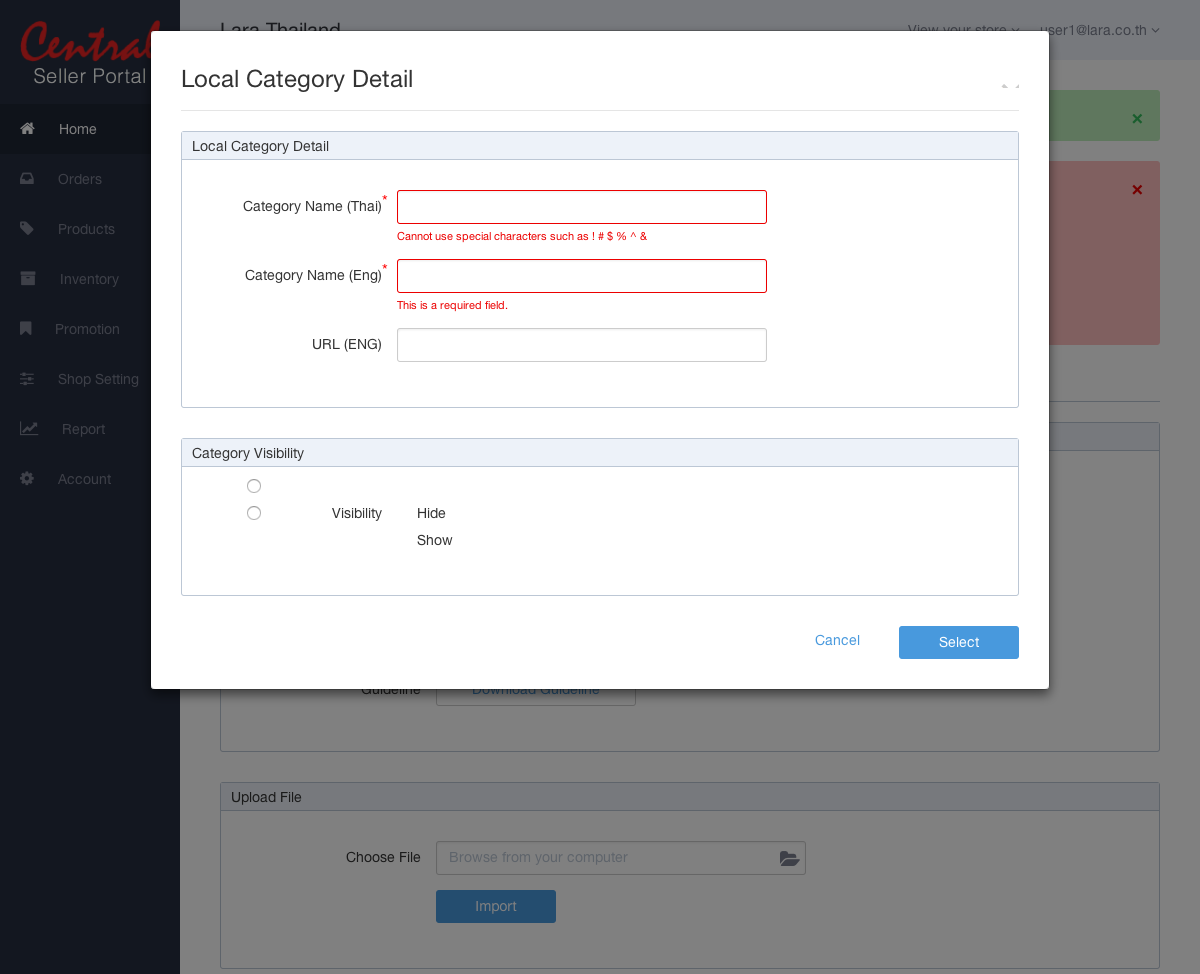 Central
Seller Portal
Lara Thailand
View your store
user1@lara.co.th
Home
Orders
Products
Inventory
Promotion
Shop Setting
Report
Account
Local Category Detail
Local Category Detail
Category Name (Thai)*
Cannot use special characters such as ! # $ % ^ &
Category Name (Eng)*
This is a required field.
URL (ENG)
Category Visibility
Visibility
Hide
Show
Cancel
Select
Guideline
Download Guideline
Upload File
Choose File
Browse from your computer
Import